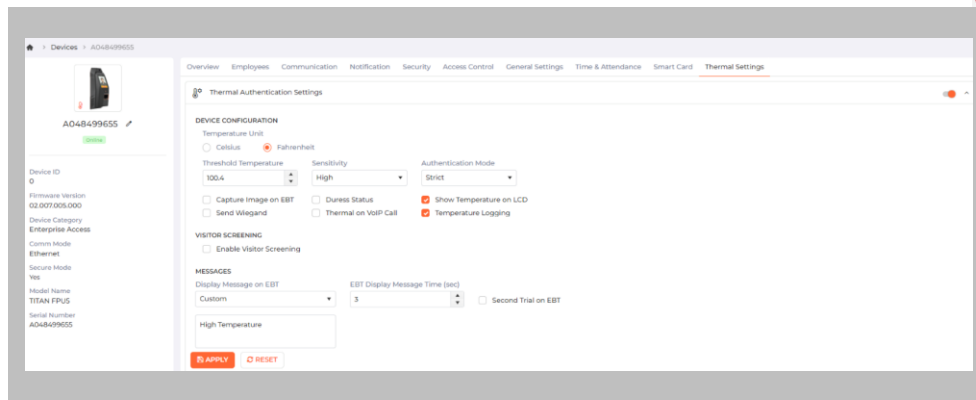 Devices > A048499655
Overview Employees Communication Notification Security Access Control General Settings Time & Attendance Smart Card Thermal Settings
Thermal Authentication Settings
A048499655
Online
Device ID
0
Firmware Version
02.007.005.000
Device Category
Enterprise Access
Comm Mode
Ethernet
Secure Mode
Yes
Model Name
TITAN FPU5
Serial Number
A048499655
DEVICE CONFIGURATION
Temperature Unit
Celsius Fahrenheit
Threshold Temperature Sensitivity Authentication Mode
100.4 High Strict
Capture Image on EBT Duress Status Show Temperature on LCD
Send Wiegand Thermal on VoIP Call Temperature Logging
VISITOR SCREENING
Enable Visitor Screening
MESSAGES
Display Message on EBT EBT Display Message Time (sec)
Custom 3 Second Trial on EBT
High Temperature
APPLY RESET